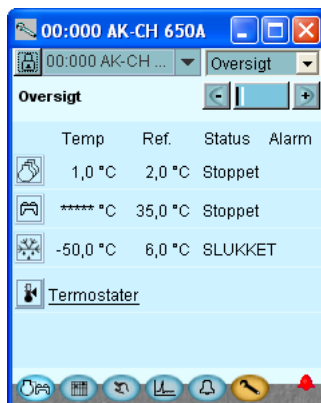 00:000 AK-CH 650A
00:000 AK-CH ... Oversigt
Oversigt
Temp Ref. Status Alarm
1,0 °C 2,0 °C Stoppet
***** °C 35,0 °C Stoppet
-50,0 °C 6,0 °C SLUKKET
Termostater